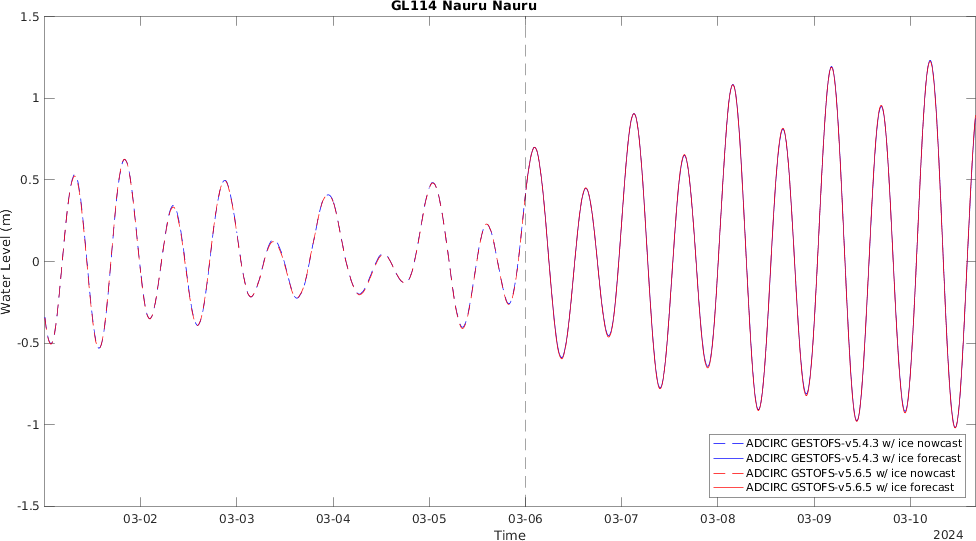 GL114 Nauru Nauru
1.5
1
0.5
0
-0.5
-1
-1.5
Water Level (m)
03-02 03-03 03-04 03-05 03-06 03-07 03-08 03-09 03-10
Time
2024
ADCIRC GESTOFS-v5.4.3 w/ ice nowcast
ADCIRC GESTOFS-v5.4.3 w/ ice forecast
ADCIRC GSTOFS-v5.6.5 w/ ice nowcast
ADCIRC GSTOFS-v5.6.5 w/ ice forecast